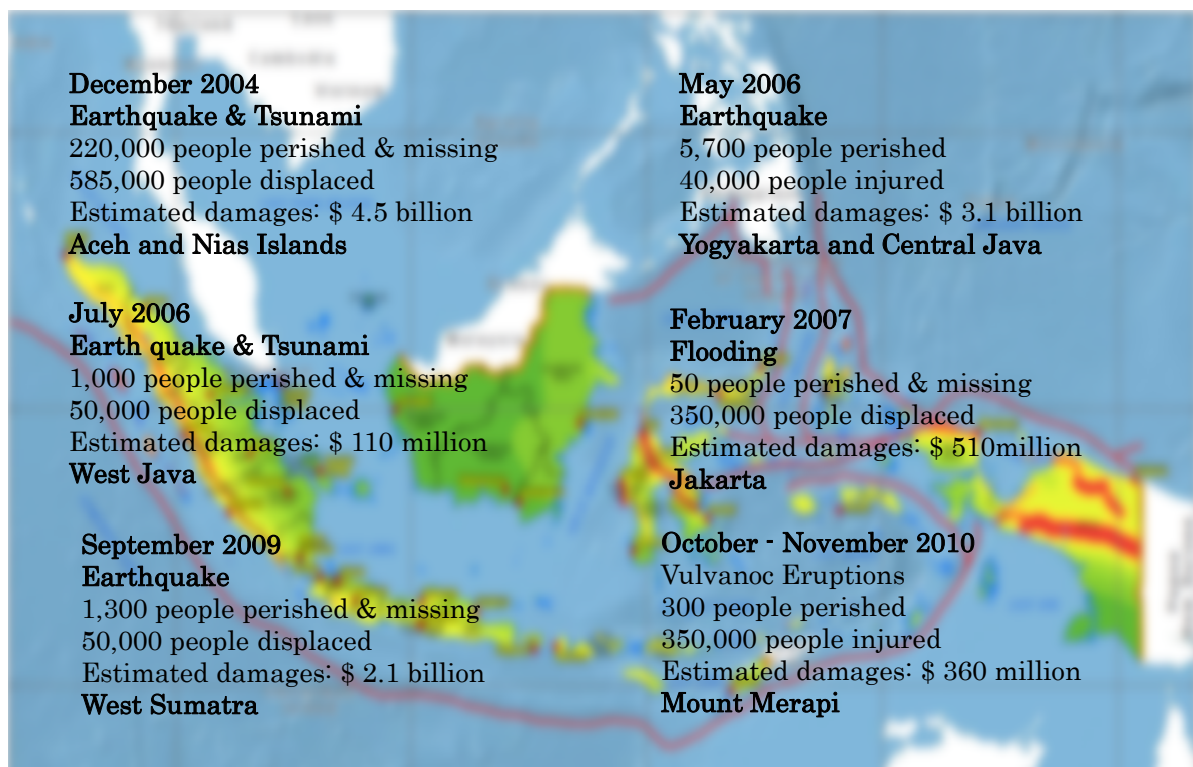 December 2004
Earthquake & Tsunami
220,000 people perished & missing
585,000 people displaced
Estimated damages: $ 4.5 billion
Aceh and Nias Islands
July 2006
Earth quake & Tsunami
1,000 people perished & missing
50,000 people displaced
Estimated damages: $ 110 million
West Java
September 2009
Earthquake
1,300 people perished & missing
50,000 people displaced
Estimated damages: $ 2.1 billion
West Sumatra
May 2006
Earthquake
5,700 people perished
40,000 people injured
Estimated damages: $ 3.1 billion
Yogyakarta and Central Java
February 2007
Flooding
50 people perished & missing
350,000 people displaced
Estimated damages: $ 510million
Jakarta
October - November 2010
Vulvanoc Eruptions
300 people perished
350,000 people injured
Estimated damages: $ 360 million
Mount Merapi